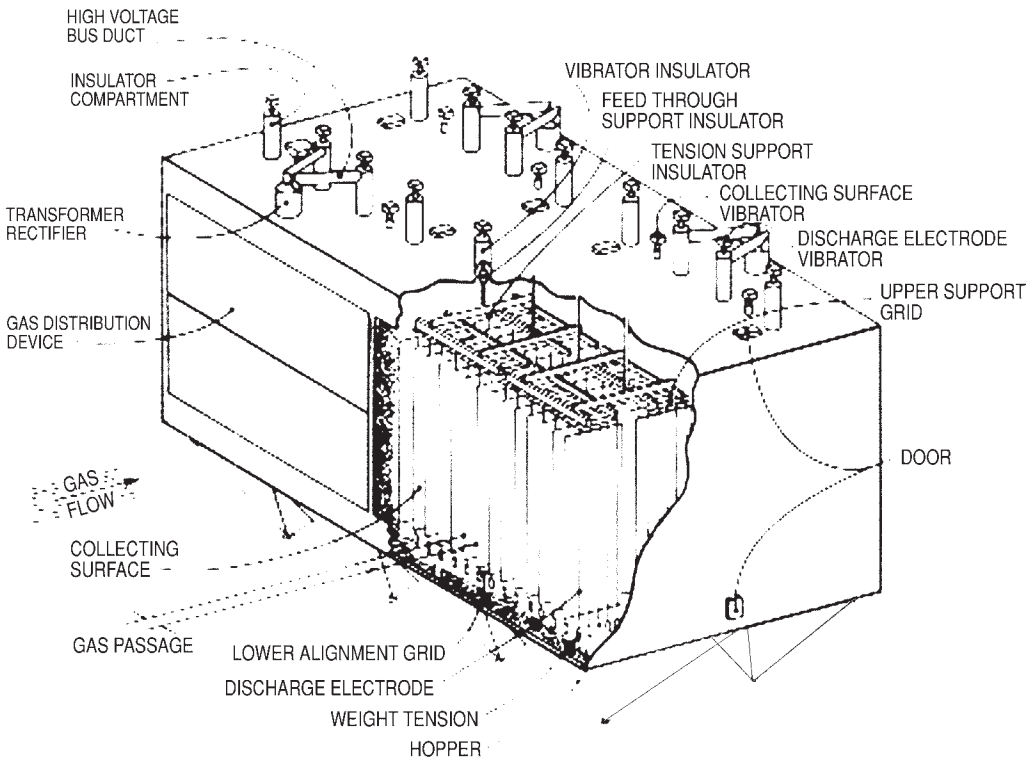 HIGH VOLTAGE
BUS DUCT
INSULATOR
COMPARTMENT
TRANSFORMER
RECTIFIER
GAS DISTRIBUTION
DEVICE
GAS
FLOW
COLLECTING
SURFACE
GAS PASSAGE
LOWER ALIGNMENT GRID
DISCHARGE ELECTRODE
WEIGHT TENSION
HOPPER
VIBRATOR INSULATOR
FEED THROUGH
SUPPORT INSULATOR
TENSION SUPPORT
INSULATOR
COLLECTING SURFACE
VIBRATOR
DISCHARGE ELECTRODE
VIBRATOR
UPPER SUPPORT
GRID
DOOR